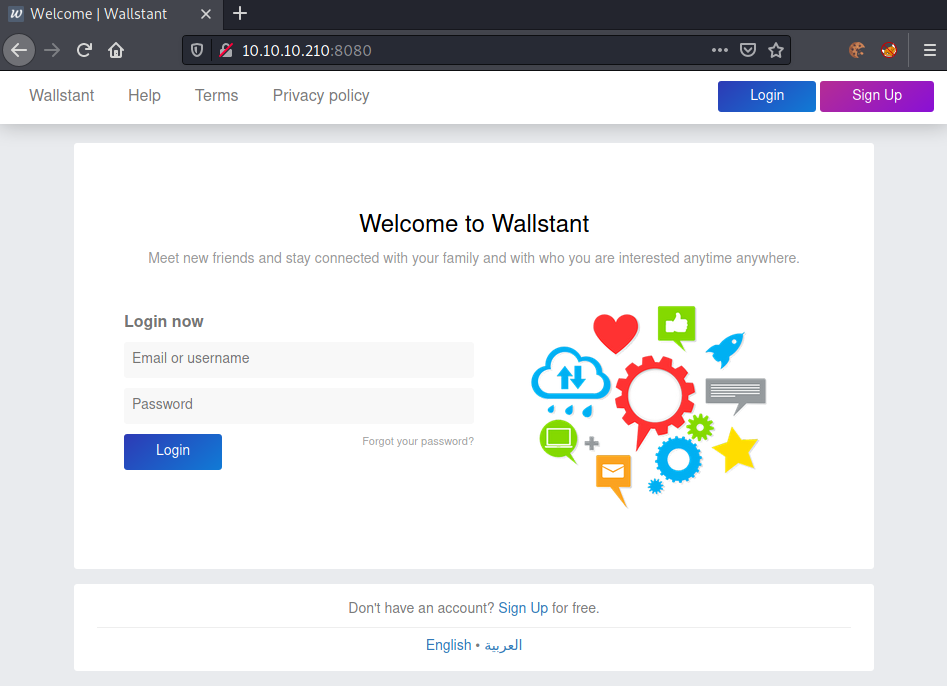 Welcome | Wallstant
10.10.10.210:8080
Wallstant Help Terms Privacy policy Login Sign Up
Welcome to Wallstant
Meet new friends and stay connected with your family and with who you are interested anytime anywhere.
Login now
Email or username
Password
Login Forgot your password?
Don't have an account? Sign Up for free.
English • العربية